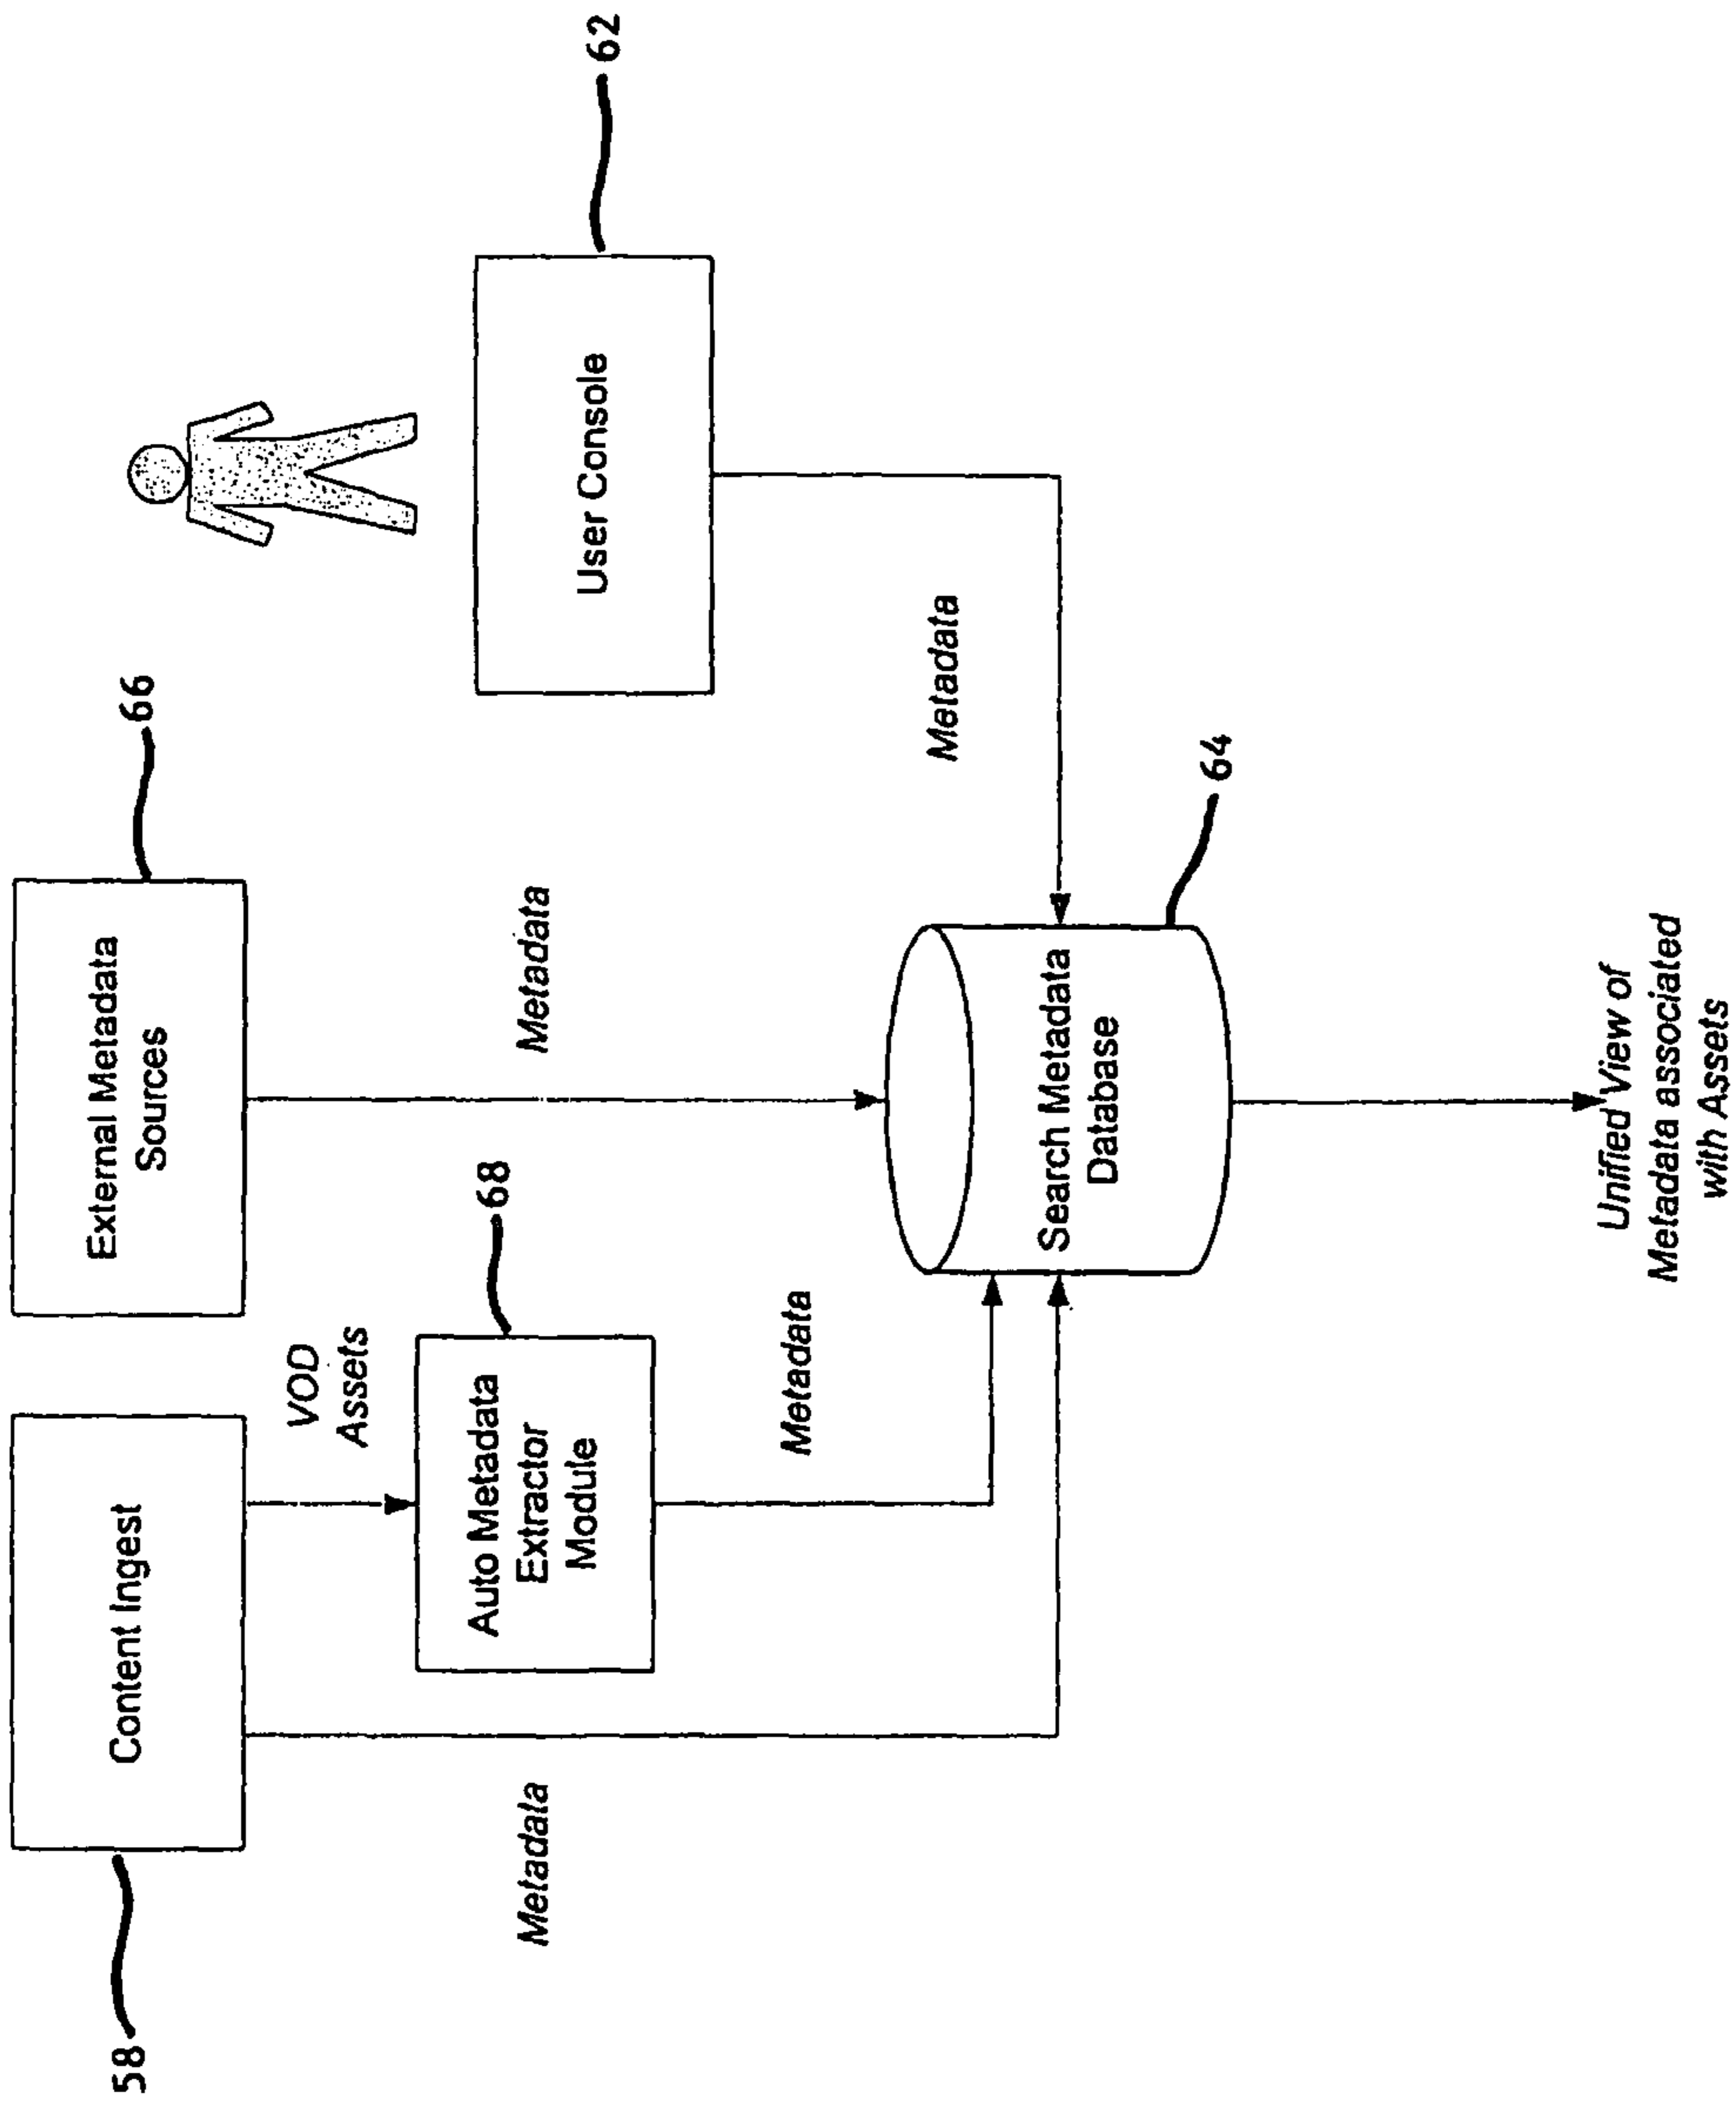 58
Content Ingest
External Metadata
Sources
66
VOD
Assets
Auto Metadata
Extractor
Module
68
Metadata
Metadata
User Console
62
Metadata
Metadata
Search Metadata
Database
64
Unified View of
Metadata associated
with Assets